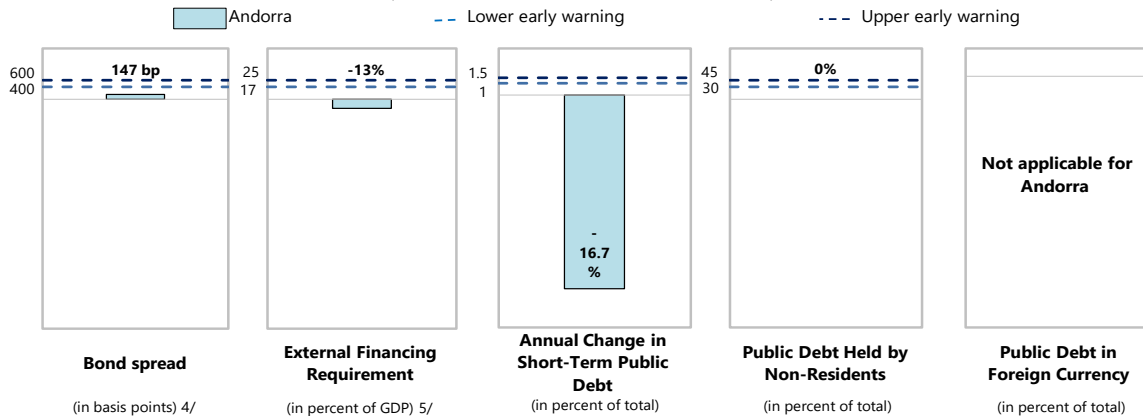 Andorra
Lower early warning
Upper early warning
600
400
147 bp
25
17
-13%
1.5
1
-
16.7
%
45
30
0%
Not applicable for
Andorra
Bond spread
(in basis points) 4/
External Financing
Requirement
(in percent of GDP) 5/
Annual Change in
Short-Term Public
Debt
(in percent of total)
Public Debt Held by
Non-Residents
(in percent of total)
Public Debt in
Foreign Currency
(in percent of total)